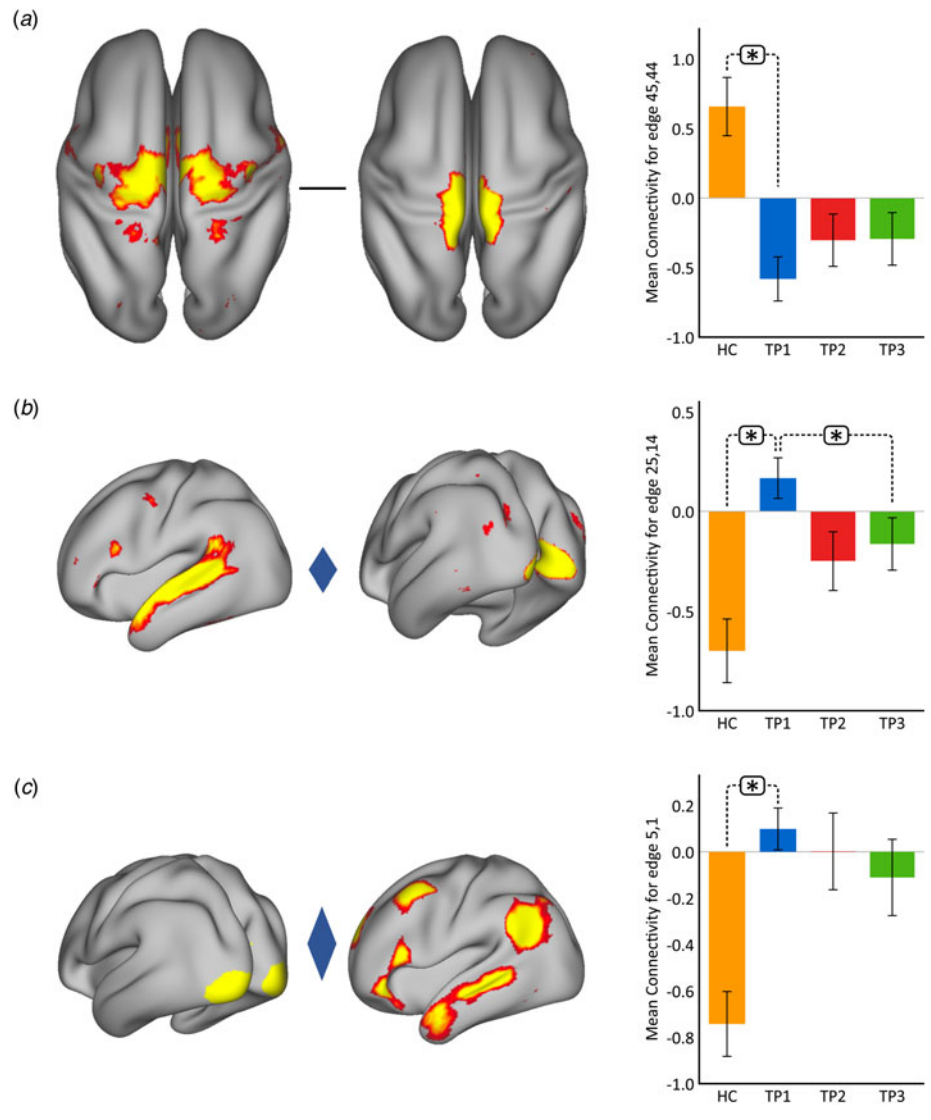 (a)
Mean Connectivity for edge 45,44
1.0
*
0.5
0.0
-0.5
-1.0
HC TP1 TP2 TP3
(b)
Mean Connectivity for edge 25,14
0.5
* *
0.0
-0.5
-1.0
HC TP1 TP2 TP3
(c)
Mean Connectivity for edge 5,1
*
0.2
0.0
-0.2
-0.4
-0.6
-0.8
-1.0
HC TP1 TP2 TP3